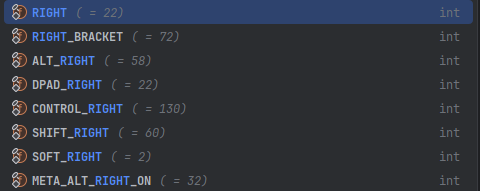 RIGHT ( = 22) int
RIGHT_BRACKET ( = 72) int
ALT_RIGHT ( = 58) int
DPAD_RIGHT ( = 22) int
CONTROL_RIGHT ( = 130) int
SHIFT_RIGHT ( = 60) int
SOFT_RIGHT ( = 2) int
META_ALT_RIGHT_ON ( = 32) int